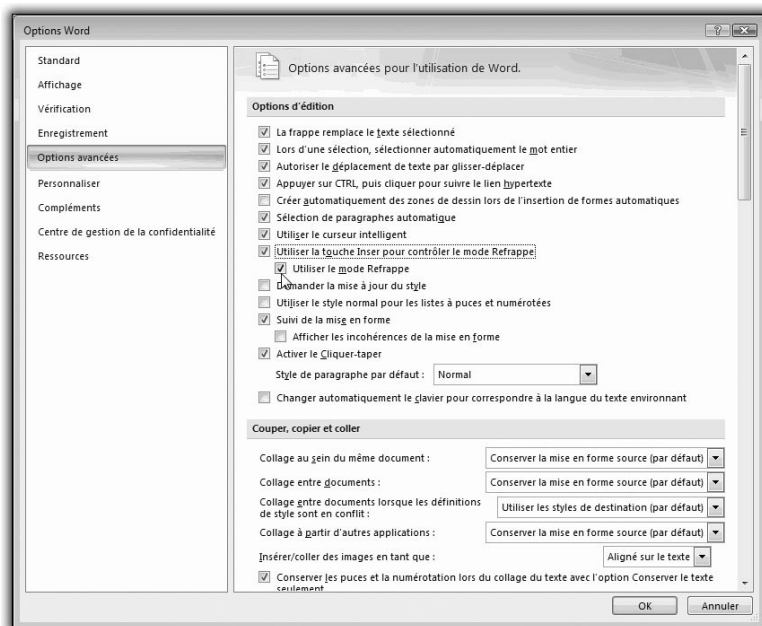 Options Word
Standard
Affichage
Vérification
Enregistrement
Options avancées
Personnaliser
Compléments
Centre de gestion de la confidentialité
Ressources
Options avancées pour l'utilisation de Word.
Options d'édition
La frappe remplace le texte sélectionné
Lors d'une sélection, sélectionner automatiquement le mot entier
Autoriser le déplacement de texte par glisser-déplacer
Appuyer sur CTRL, puis cliquer pour suivre le lien hypertexte
Créer automatiquement des zones de dessin lors de l'insertion de formes automatiques
Sélection de paragraphes automatique
Utiliser le curseur intelligent
Utiliser la touche Inser pour contrôler le mode Refrappe
Utiliser le mode Refrappe
Demander la mise à jour du style
Utiliser le style normal pour les listes à puces et numérotées
Suivi de la mise en forme
Afficher les incohérences de la mise en forme
Activer le Cliquer-taper
Style de paragraphe par défaut : Normal
Changer automatiquement le clavier pour correspondre à la langue du texte environnant
Couper, copier et coller
Collage au sein du même document : Conserver la mise en forme source (par défaut)
Collage entre documents : Conserver la mise en forme source (par défaut)
Collage entre documents lorsque les définitions
de style sont en conflit : Utiliser les styles de destination (par défaut)
Collage à partir d'autres applications : Conserver la mise en forme source (par défaut)
Insérer/coller des images en tant que : Aligné sur le texte
Conserver les puces et la numérotation lors du collage du texte avec l'option Conserver le texte
seulement
OK Annuler